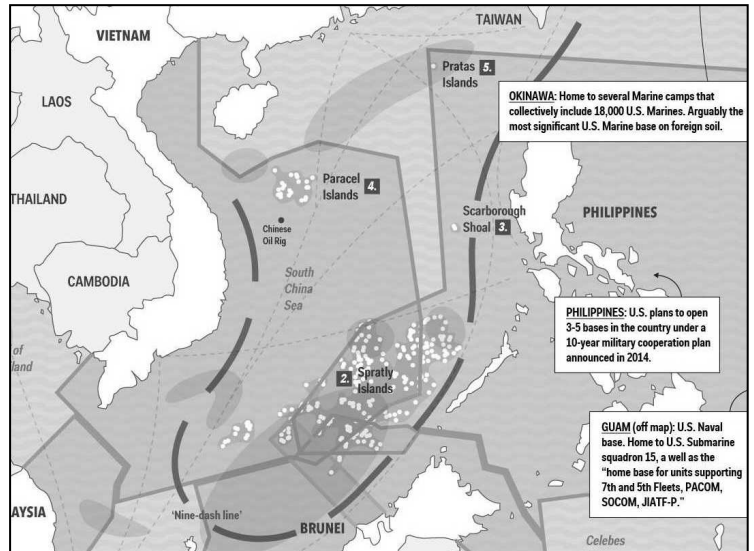 TAIWAN
VIETNAM
Pratas 5.
Islands
LAOS
OKINAWA: Home to several Marine camps that
collectively include 18,000 U.S. Marines. Arguably the
most significant U.S. Marine base on foreign soil.
Paracel
Islands 4.
THAILAND
Scarborough
Shoal 3.
PHILIPPINES
Chinese
Oil Rig
CAMBODIA
South
China
Sea
PHILIPPINES: U.S. plans to open
3-5 bases in the country under a
10-year military cooperation plan
announced in 2014.
of
land
2. Spratly
Islands
GUAM (off map): U.S. Naval
base. Home to U.S. Submarine
squadron 15, a well as the
“home base for units supporting
7th and 5th Fleets, PACOM,
SOCOM, JIATF-P.”
AYSIA
‘Nine-dash line’
BRUNEI
Celebes